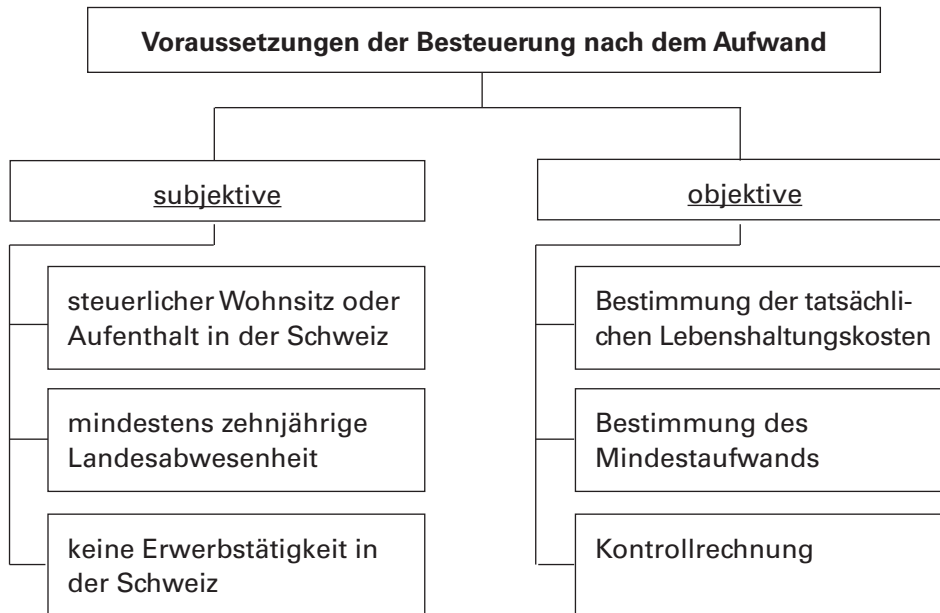 Voraussetzungen der Besteuerung nach dem Aufwand
subjektive
steuerlicher Wohnsitz oder
Aufenthalt in der Schweiz
mindestens zehnjährige
Landesabwesenheit
keine Erwerbstätigkeit in
der Schweiz
objektive
Bestimmung der tatsächli-
chen Lebenshaltungskosten
Bestimmung des
Mindestaufwands
Kontrollrechnung